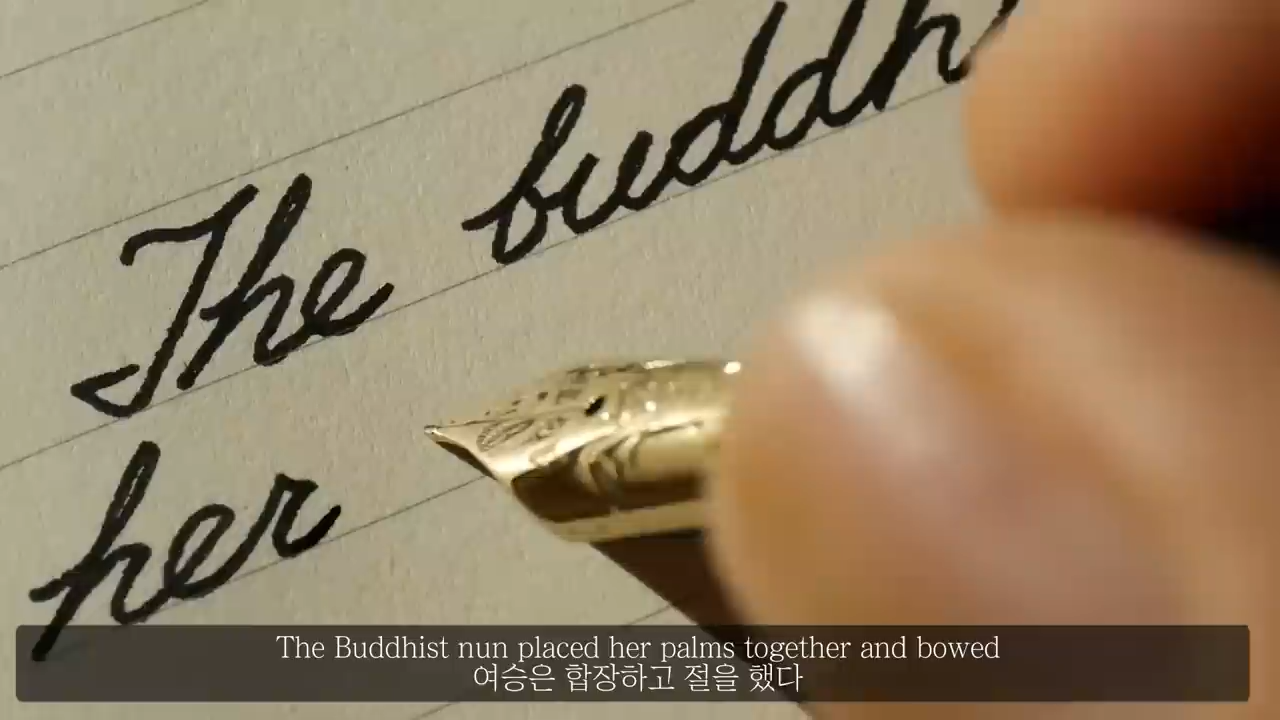 The buddh
her
The Buddhist nun placed her palms together and bowed
여승은 합장하고 절을 했다